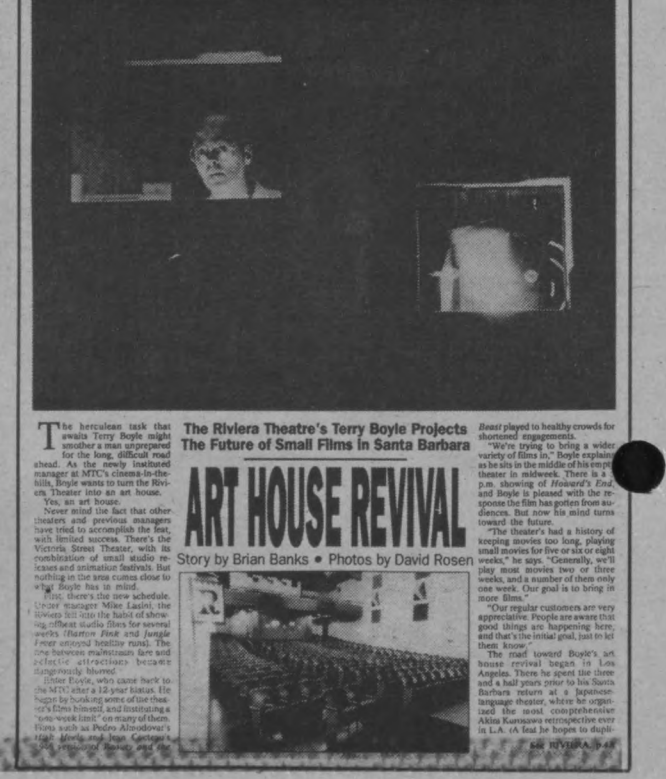 The herculean task that
awaits Terry Boyle might
smother a man unprepared
for the long, difficult road
ahead. As the newly instituted
manager at MTC's cinema-in-the-
hills, Boyle wants to turn the Rivi-
era Theater into an art house.
Yes, an art house.
Never mind the fact that other
theaters and previous managers
have tried to accomplish the feat,
with limited success. There's the
Victoria Street Theater, with its
combination of small studio re-
leases and animation festivals. But
nothing in the area comes close to
what Boyle has in mind.
First, there's the new schedule.
Under manager Mike Lasini, the
Riviera fell into the habit of show-
ing offbeat studio films for several
weeks (Barton Fink and Jungle
Fever enjoyed healthy runs). The
line between mainstream fare and
eclectic attractions became
dangerously blurred.
Enter Boyle, who came back to
the MTC after a 12-year hiatus. He
began by booking some of the thea-
ter's films himself, and instituting a
"one-week limit" on many of them.
Films such as Pedro Almodovar's
High Heels and Jean Cocteau's
version of Beauty and the
The Riviera Theatre's Terry Boyle Projects
The Future of Small Films in Santa Barbara
ART HOUSE REVIVAL
Story by Brian Banks • Photos by David Rosen
Beast played to healthy crowds for
shortened engagements.
"We're trying to bring a wider
variety of films in," Boyle explains
as he sits in the middle of his empty
theater in midweek. There is a
p.m. showing of Howard's End,
and Boyle is pleased with the re-
sponse the film has gotten from au-
diences. But now his mind turns
toward the future.
"The theater's had a history of
keeping movies too long, playing
small movies for five or six or eight
weeks," he says. "Generally, we'll
play most movies two or three
weeks, and a number of them only
one week. Our goal is to bring in
more films."
"Our regular customers are very
appreciative. People are aware that
good things are happening here,
and that's the initial goal, just to let
them know."
The road toward Boyle's art
house revival began in Los
Angeles. There he spent the three
and a half years prior to his Santa
Barbara return at a Japanese-
language theater, where he organ-
ized the most comprehensive
Akira Kurosawa retrospective ever
in L.A. (A feat he hopes to dupli-
See RIVIERA, p.4A